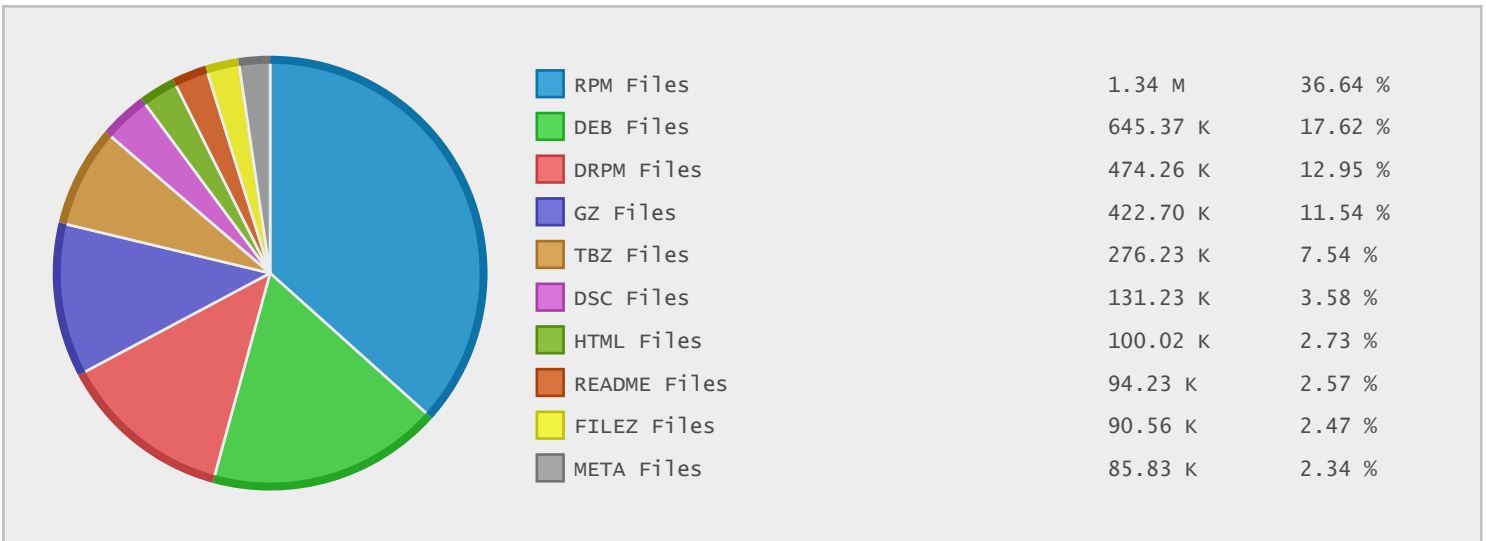 RPM Files 1.34 M 36.64 %
DEB Files 645.37 K 17.62 %
DRPM Files 474.26 K 12.95 %
GZ Files 422.70 K 11.54 %
TBZ Files 276.23 K 7.54 %
DSC Files 131.23 K 3.58 %
HTML Files 100.02 K 2.73 %
README Files 94.23 K 2.57 %
FILEZ Files 90.56 K 2.47 %
META Files 85.83 K 2.34 %